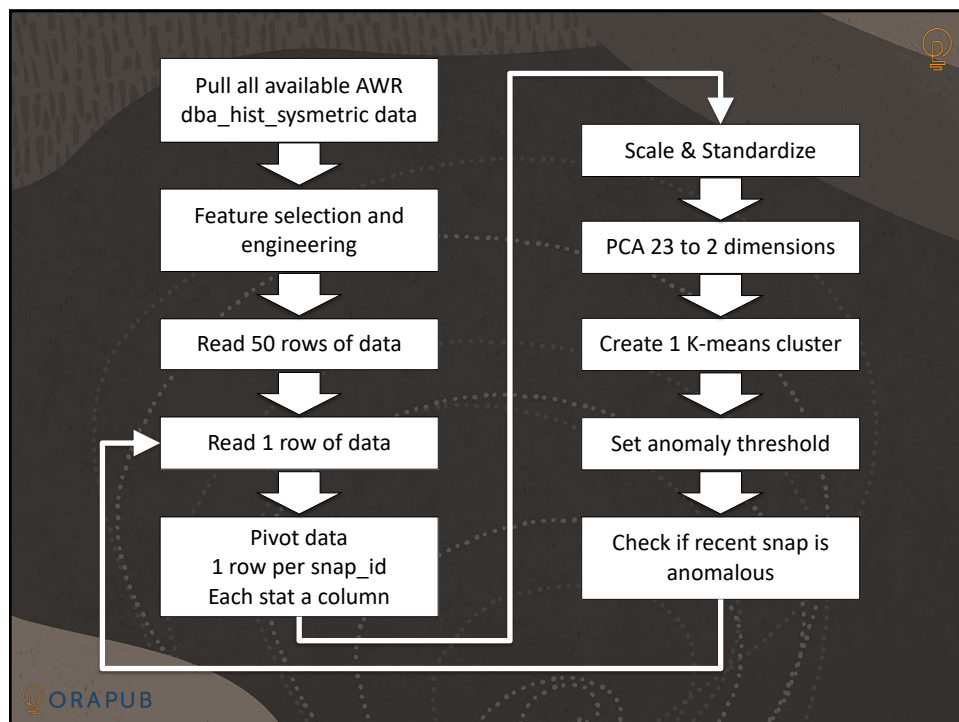 Pull all available AWR
dba_hist_sysmetric data
Feature selection and
engineering
Read 50 rows of data
Read 1 row of data
Pivot data
1 row per snap_id
Each stat a column
Scale & Standardize
PCA 23 to 2 dimensions
Create 1 K-means cluster
Set anomaly threshold
Check if recent snap is
anomalous
ORAPUB